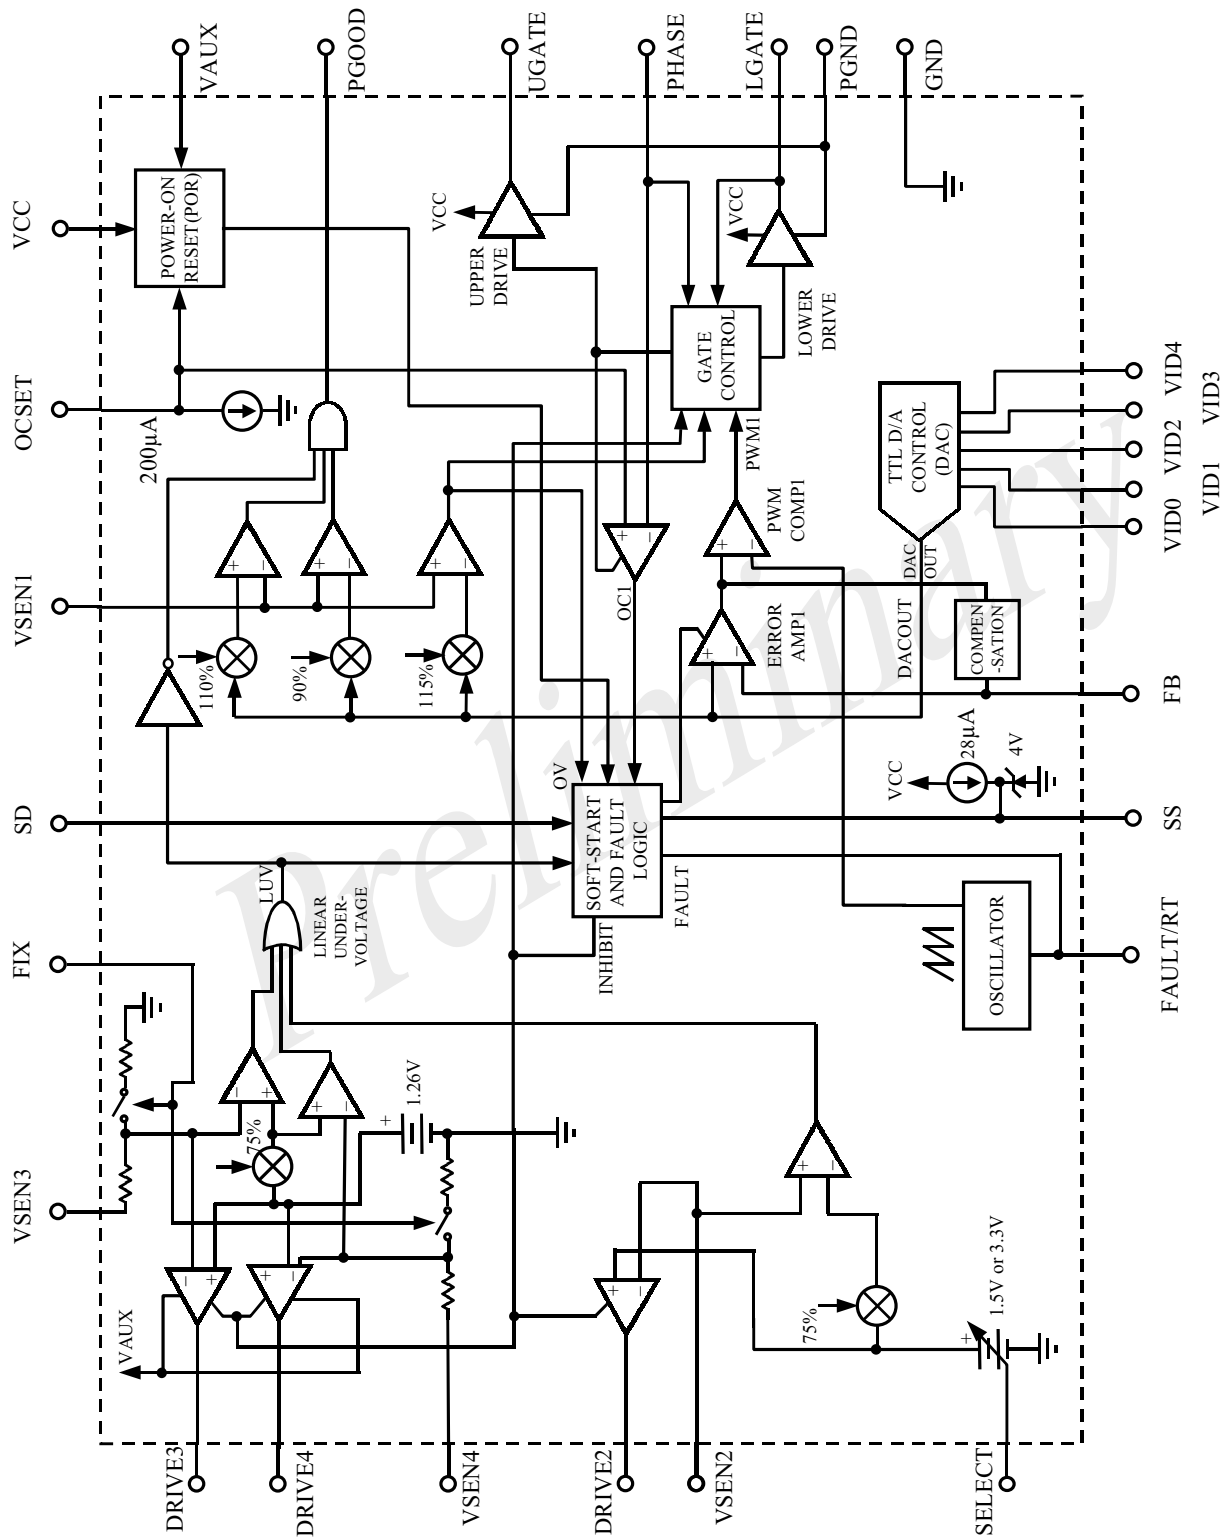 VAUX
PGOOD
UGATE
PHASE
LGATE
PGND
GND
VCC
OCSET
VSEN1
SD
FIX
VSEN3
POWER-ON
RESET(POR)
200µA
VCC
UPPER
DRIVE
VCC
LOWER
DRIVE
GATE
CONTROL
PWM1
PWM
COMP1
TTL D/A
CONTROL
(DAC)
DAC
OUT
DACOUT
VID4
VID3
VID2
VID1
VID0
+
−
+
−
+
−
+
−
OC1
+
−
+
−
ERROR
AMP1
COMPEN
-SATION
FB
110%
90%
115%
OV
SOFT-START
AND FAULT
LOGIC
FAULT
INHIBIT
VCC
28µA
4V
SS
OSCILLATOR
FAULT/RT
LUV
LINEAR
UNDER-
VOLTAGE
−
+
+
−
75%
+
1.26V
−
+
+
−
VAUX
+
−
+
−
75%
+
1.5V or 3.3V
DRIVE3
DRIVE4
VSEN4
DRIVE2
VSEN2
SELECT
Preliminary